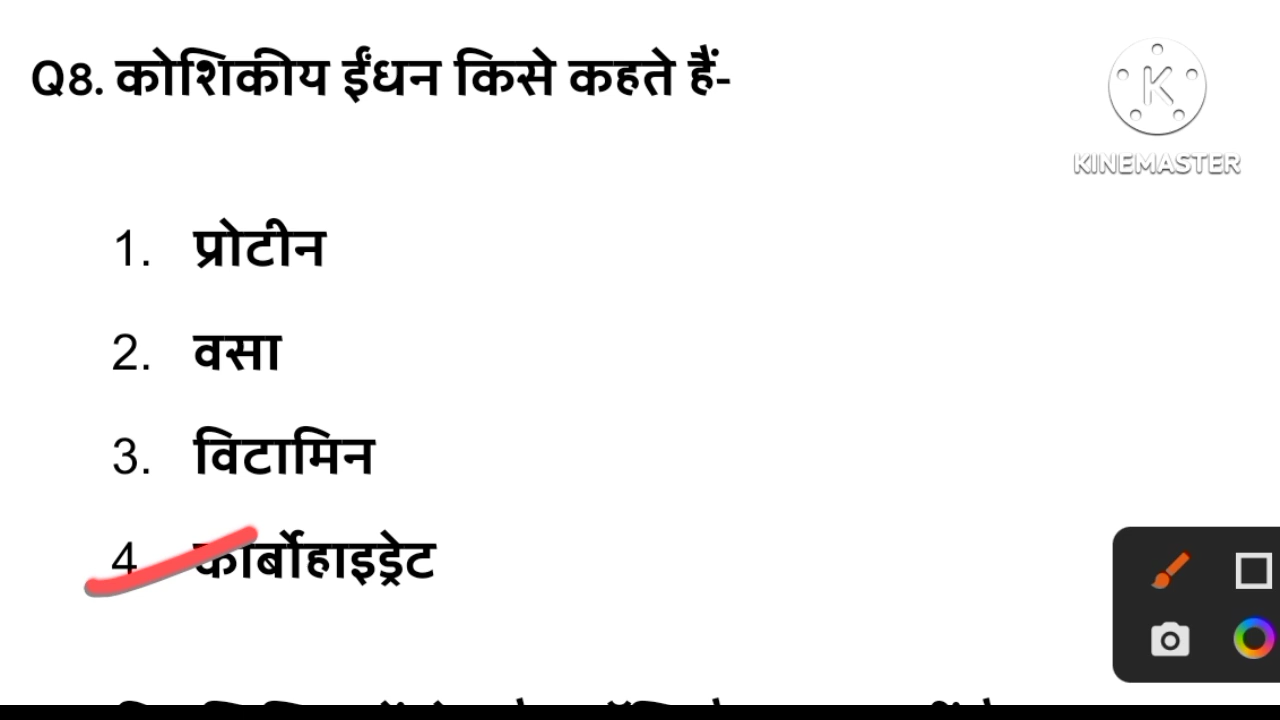 Q8. कोशिकीय ईंधन किसे कहते हैं-
KINEMASTER
1. प्रोटीन
2. वसा
3. विटामिन
4. कार्बोहाइड्रेट